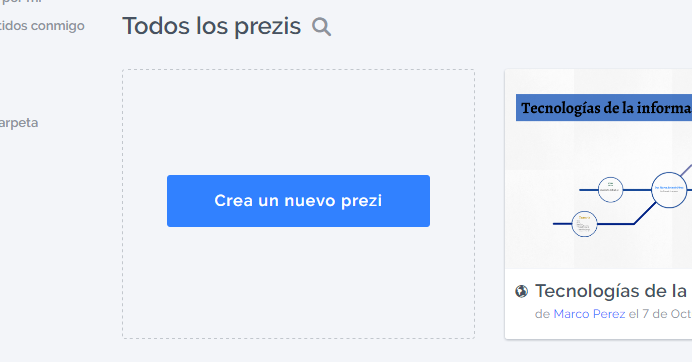 por mí
tidos conmigo
arpeta
Todos los prezis
Crea un nuevo prezi
Tecnologías de la informa
Tecnologías de la
de Marco Perez el 7 de Oct